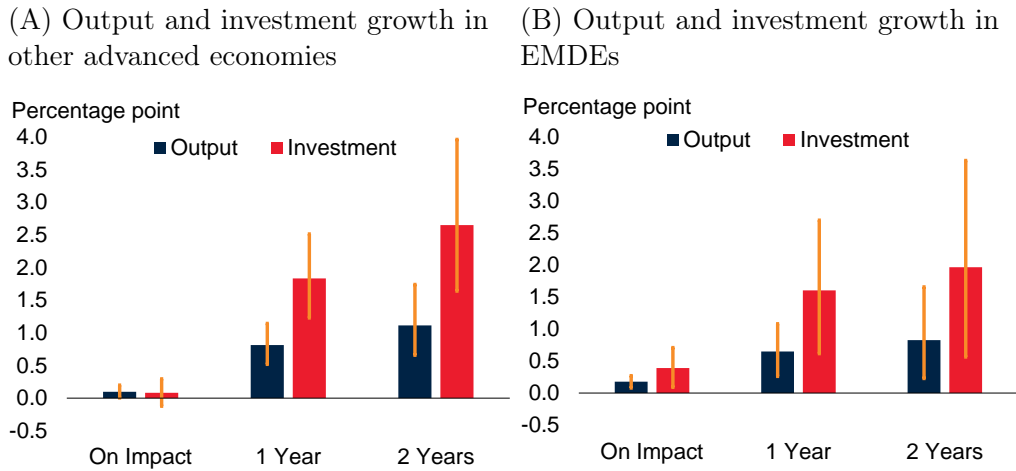 (A) Output and investment growth in
other advanced economies
Percentage point
4.0
3.5
3.0
2.5
2.0
1.5
1.0
0.5
0.0
-0.5
Output
Investment
On Impact
1 Year
2 Years
(B) Output and investment growth in
EMDEs
Percentage point
4.0
3.5
3.0
2.5
2.0
1.5
1.0
0.5
0.0
-0.5
Output
Investment
On Impact
1 Year
2 Years